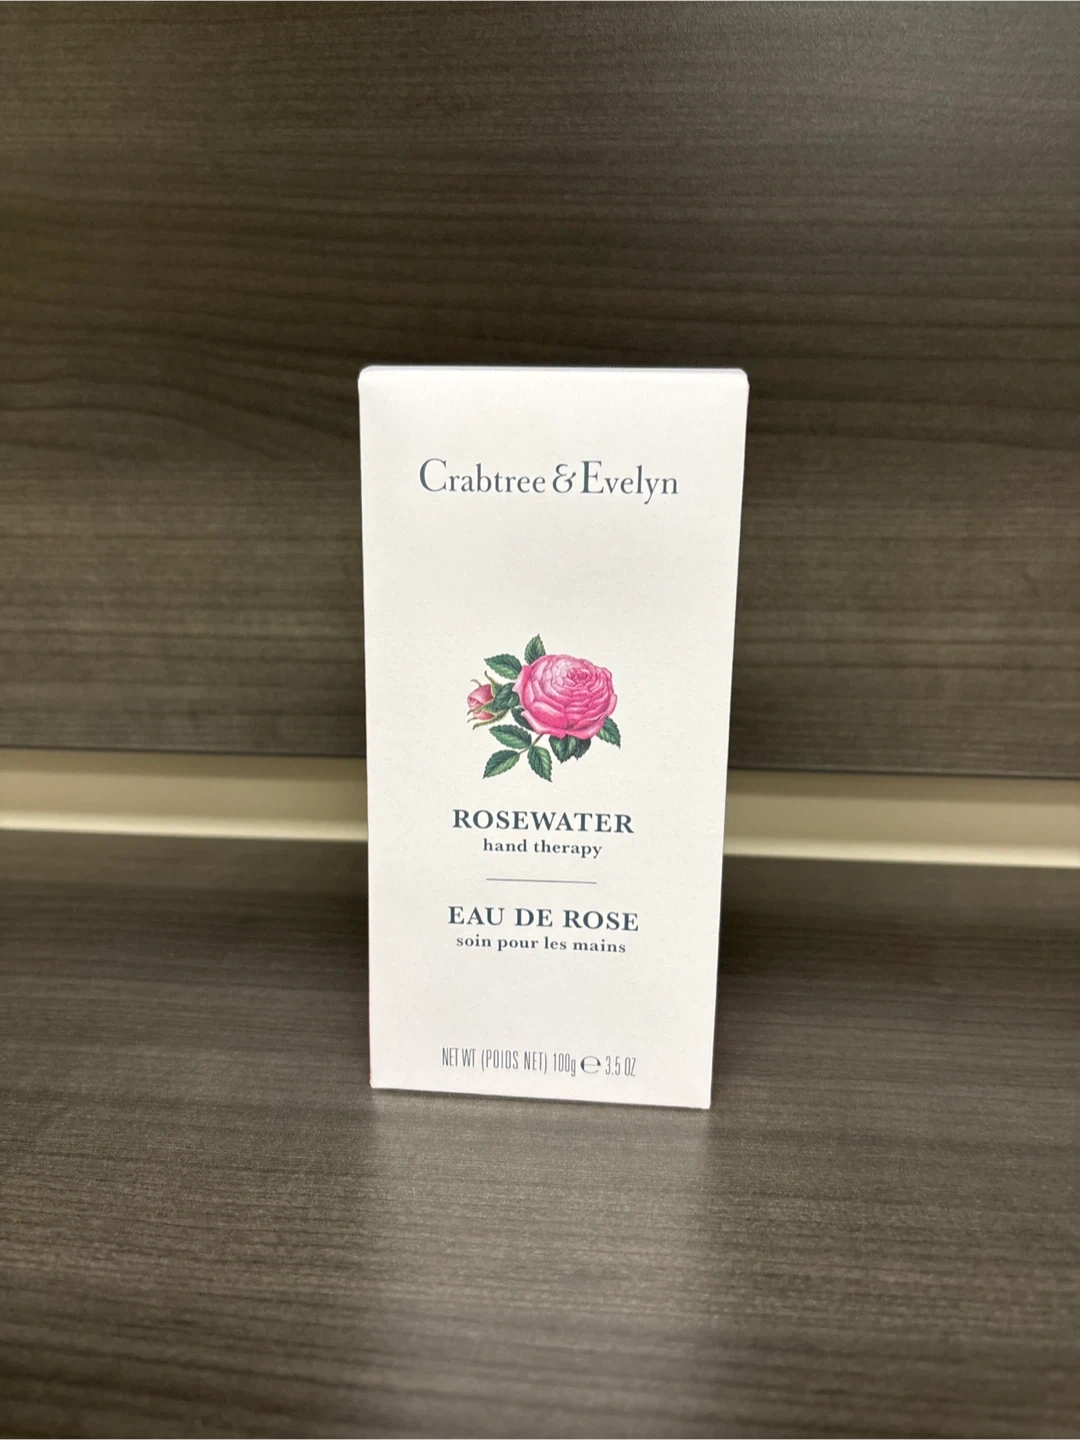 Crabtree & Evelyn
ROSEWATER
hand therapy
EAU DE ROSE
soin pour les mains
NET WT (POIDS NET) 100g ℮ 3.5 OZ